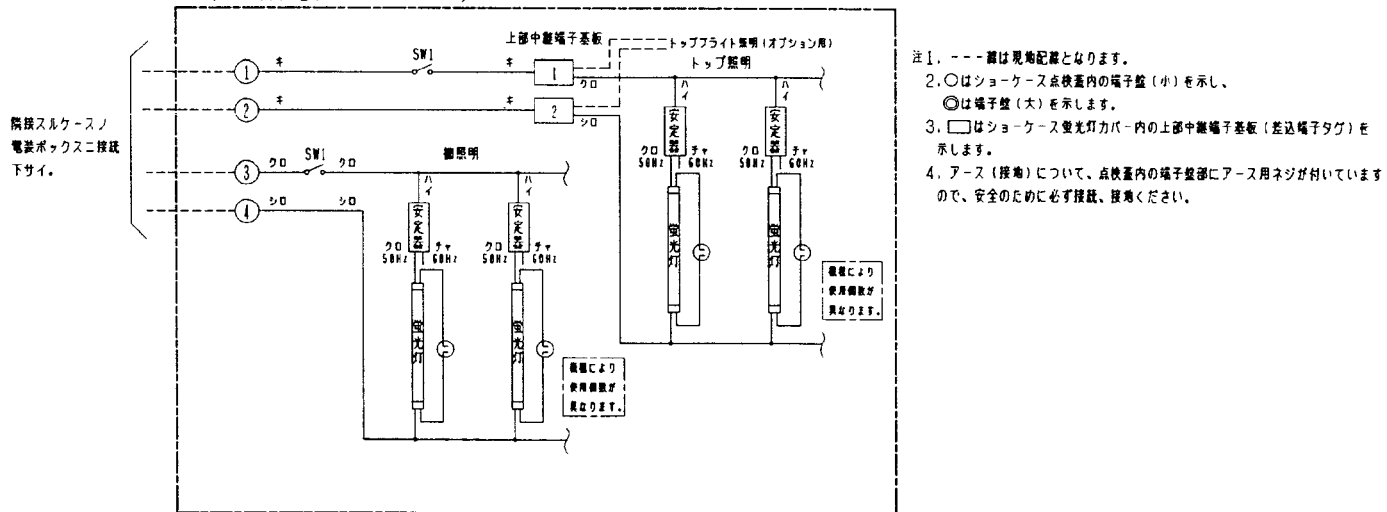 隣接スルケースノ
電装ボックスニ接続
下サイ。
上部中継端子基板
トップフライト照明(オプション用)
トップ照明
1
キ
SW1
キ
1
クロ
2
キ
キ
2
シロ
3
クロ
SW1
クロ
棚照明
4
シロ
シロ
ハイ
安定器
クロ
50Hz
チャ
60Hz
蛍光灯
ハイ
安定器
クロ
50Hz
チャ
60Hz
蛍光灯
機種により
使用個数が
異なります。
ハイ
安定器
クロ
50Hz
チャ
60Hz
蛍光灯
ハイ
安定器
クロ
50Hz
チャ
60Hz
蛍光灯
機種により
使用個数が
異なります。
注1. ---線は現地配線となります。
2. ○はショーケース点検蓋内の端子盤(小)を示し、
◎は端子盤(大)を示します。
3. □はショーケース蛍光灯カバー内の上部中継端子基板(差込端子タブ)を
示します。
4. アース(接地)について、点検蓋内の端子盤部にアース用ネジが付いています
ので、安全のために必ず接続、接地ください。